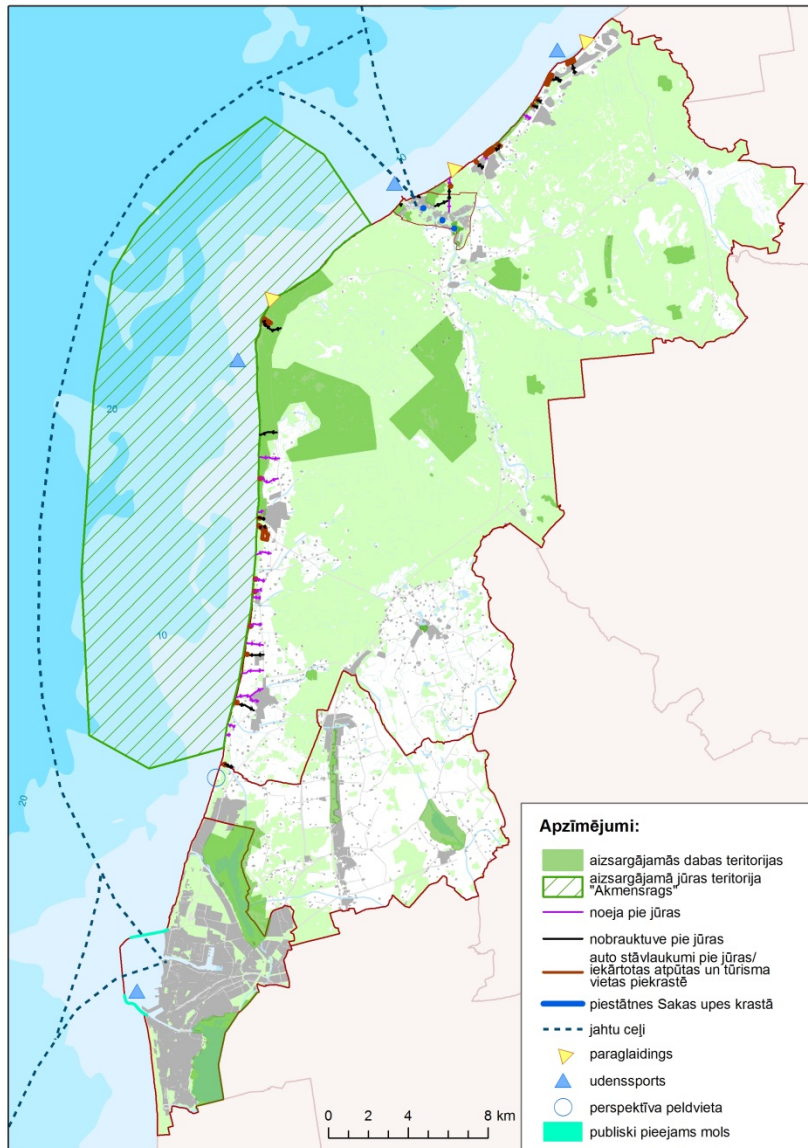 20
10
20
Apzīmējumi:
aizsargājamās dabas teritorijas
aizsargājamā jūras teritorija
"Akmensrags"
noeja pie jūras
nobrauktuve pie jūras
auto stāvlaukumi pie jūras/
iekārtotas atpūtas un tūrisma
vietas piekrastē
piestātnes Sakas upes krastā
jahtu ceļi
paraglaidings
udenssports
perspektīva peldvieta
publiski pieejams mols
0 2 4 8 km